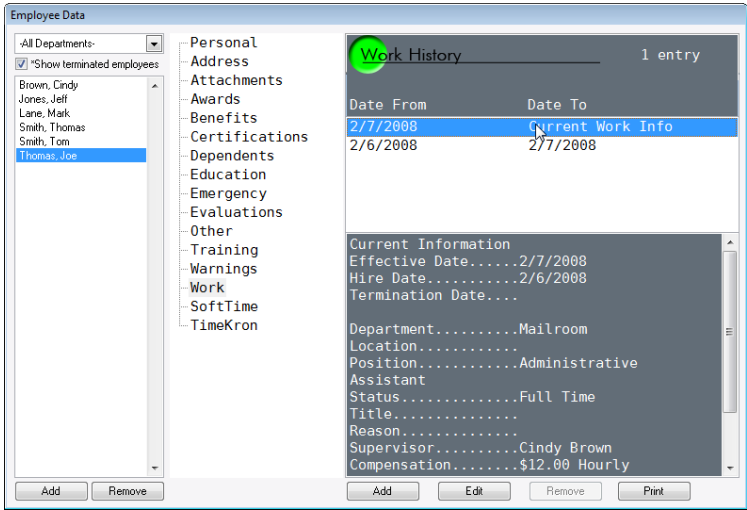 Employee Data
-All Departments-
*Show terminated employees
Brown, Cindy
Jones, Jeff
Lane, Mark
Smith, Thomas
Smith, Tom
Thomas, Joe
Add Remove
Personal
Address
Attachments
Awards
Benefits
Certifications
Dependents
Education
Emergency
Evaluations
Other
Training
Warnings
Work
SoftTime
TimeKron
Work History 1 entry
Date From Date To
2/7/2008 Current Work Info
2/6/2008 2/7/2008
Current Information
Effective Date......2/7/2008
Hire Date...........2/6/2008
Termination Date....
Department..........Mailroom
Location............
Position............Administrative
Assistant
Status..............Full Time
Title...............
Reason..............
Supervisor..........Cindy Brown
Compensation........$12.00 Hourly
Add Edit Remove Print